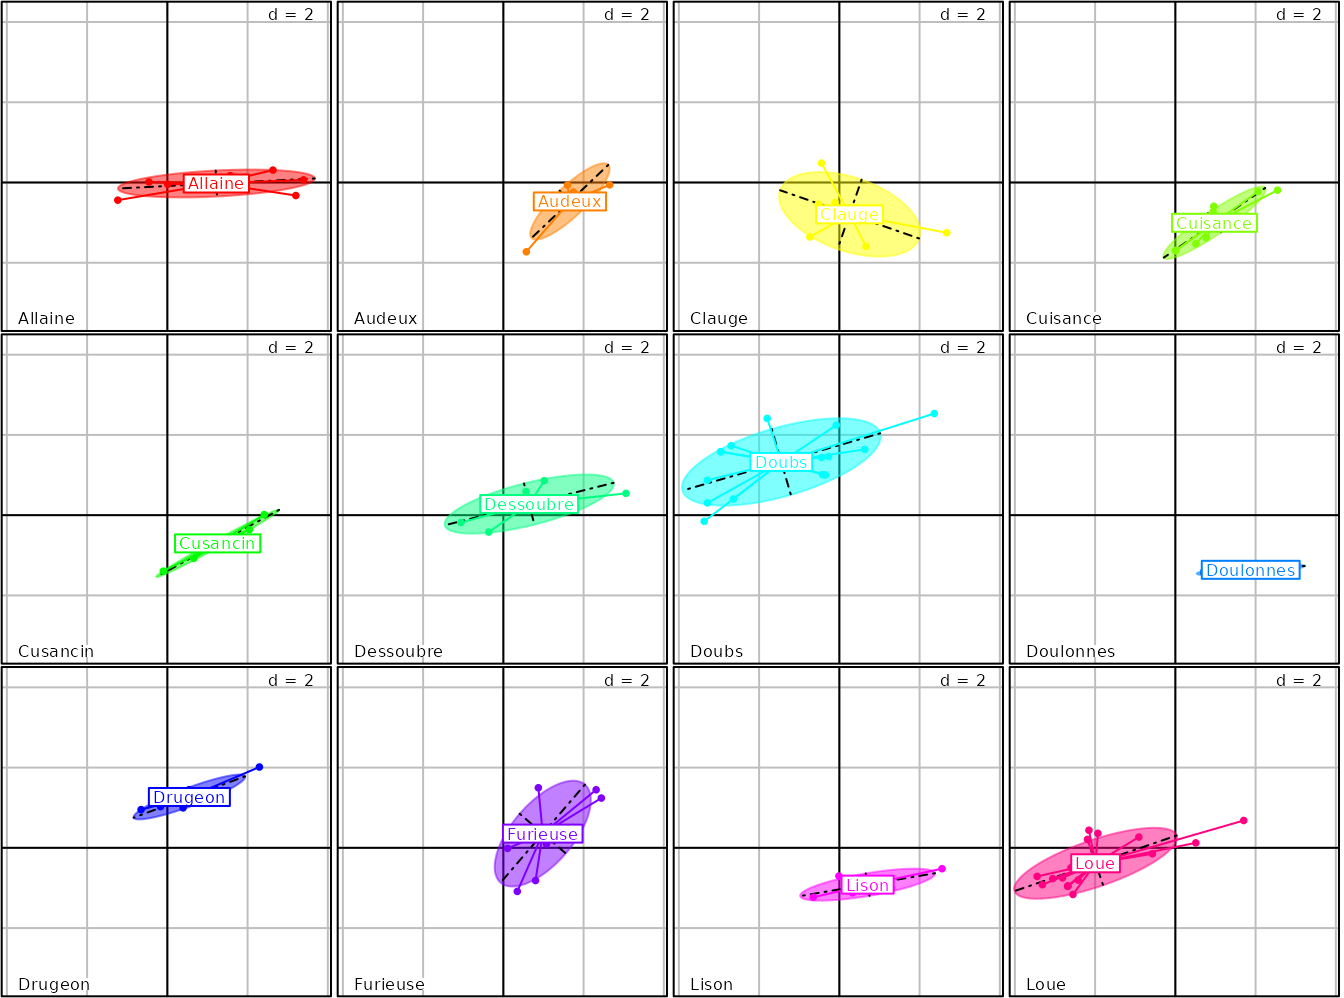 d = 2
Allaine
Allaine
d = 2
Audeux
Audeux
d = 2
Clauge
Clauge
d = 2
Cuisance
Cuisance
d = 2
Cusancin
Cusancin
d = 2
Dessoubre
Dessoubre
d = 2
Doubs
Doubs
d = 2
Doulonnes
Doulonnes
d = 2
Drugeon
Drugeon
d = 2
Furieuse
Furieuse
d = 2
Lison
Lison
d = 2
Loue
Loue